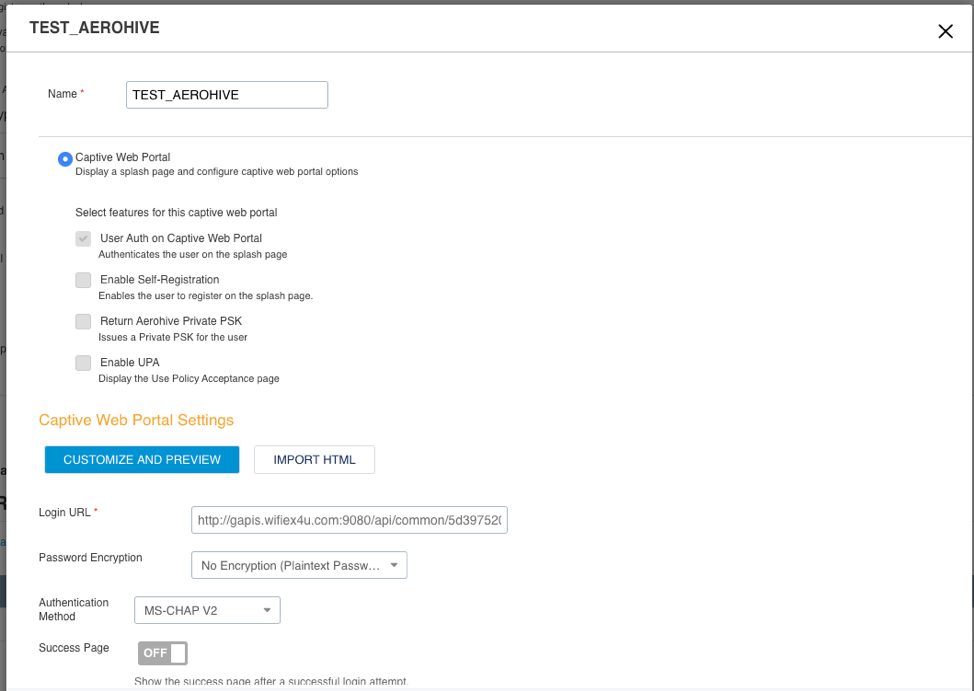 TEST_AEROHIVE
Name *
TEST_AEROHIVE
Captive Web Portal
Display a splash page and configure captive web portal options
Select features for this captive web portal
User Auth on Captive Web Portal
Authenticates the user on the splash page
Enable Self-Registration
Enables the user to register on the splash page.
Return Aerohive Private PSK
Issues a Private PSK for the user
Enable UPA
Display the Use Policy Acceptance page
Captive Web Portal Settings
CUSTOMIZE AND PREVIEW
IMPORT HTML
Login URL *
http://gapis.wifiex4u.com:9080/api/common/5d39752(
Password Encryption
No Encryption (Plaintext Passw...
Authentication
Method
MS-CHAP V2
Success Page
OFF
Show the success page after a successful login attempt.